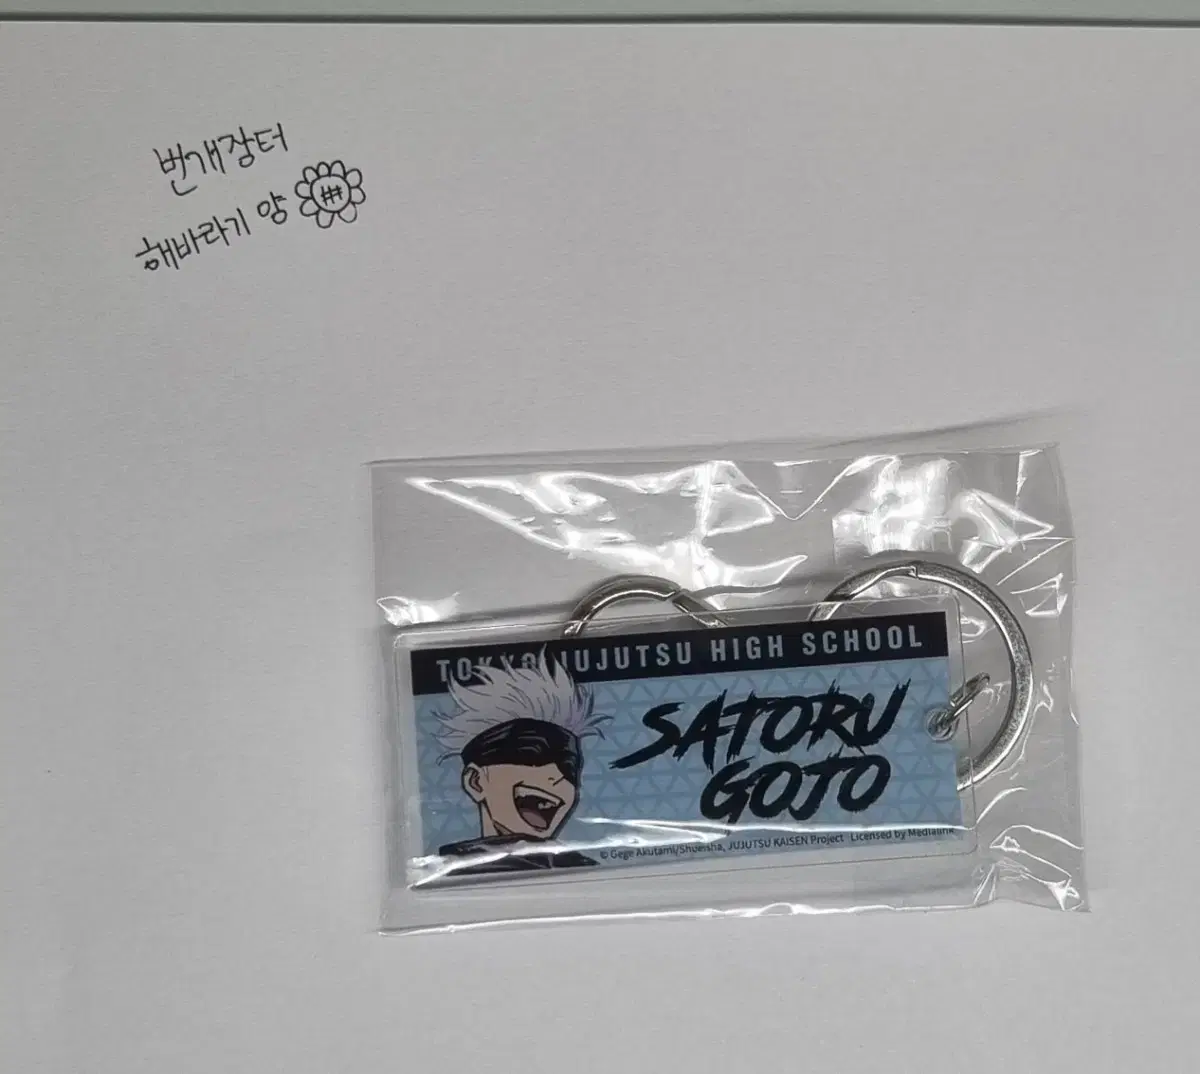 번개장터
해바라기 양
TOKYO JUJUTSU HIGH SCHOOL
SATORU
GOJO
© Gege Akutami/Shueisha, JUJUTSU KAISEN Project Licensed by Medialink